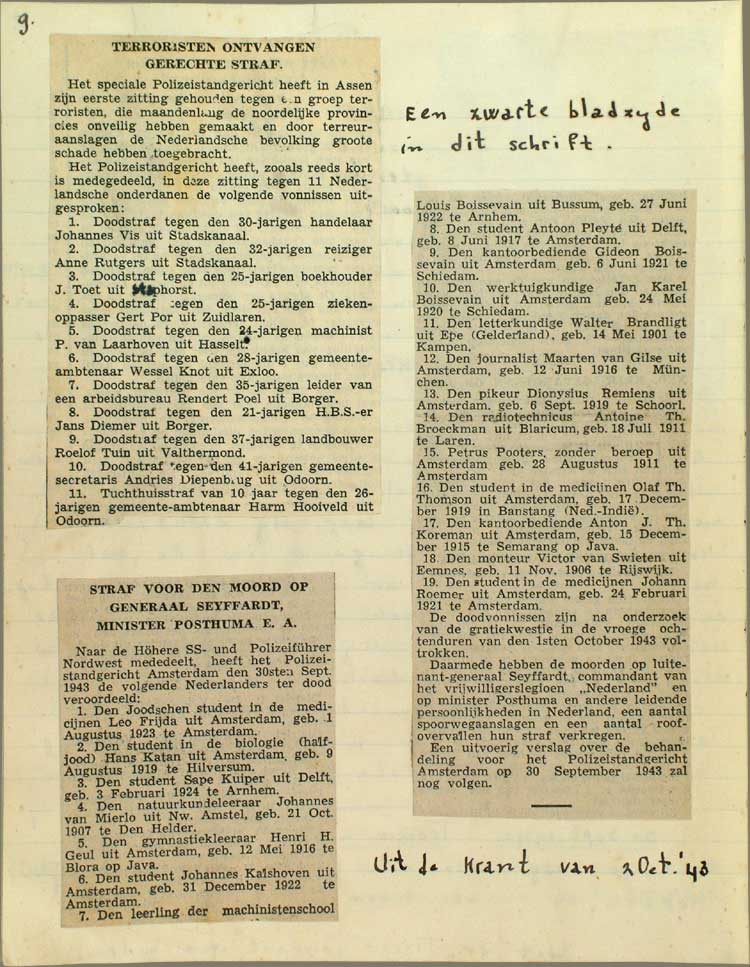 9.
TERRORISTEN ONTVANGEN
GERECHTE STRAF.
Het speciale Polizeistandgericht heeft in Assen
zijn eerste zitting gehouden tegen een groep ter-
roristen, die maandenlang de noordelijke provin-
cies onveilig hebben gemaakt en door terreur-
aanslagen de Nederlandsche bevolking groote
schade hebben toegebracht.
Het Polizeistandgericht heeft, zooals reeds kort
is medegedeeld, in deze zitting tegen 11 Neder-
landsche onderdanen de volgende vonnissen uit-
gesproken:
1. Doodstraf tegen den 30-jarigen handelaar
Johannes Vis uit Stadskanaal.
2. Doodstraf tegen den 32-jarigen reiziger
Anne Rutgers uit Stadskanaal.
3. Doodstraf tegen den 25-jarigen boekhouder
J. Toet uit Staphorst.
4. Doodstraf tegen den 25-jarigen zieken-
oppasser Gert Por uit Zuidlaren.
5. Doodstraf tegen den 24-jarigen machinist
P. van Laarhoven uit Hasselt.
6. Doodstraf tegen den 28-jarigen gemeente-
ambtenaar Wessel Knot uit Exloo.
7. Doodstraf tegen den 35-jarigen leider van
een arbeidsbureau Rendert Poel uit Borger.
8. Doodstraf tegen den 21-jarigen H.B.S.-er
Jans Diemer uit Borger.
9. Doodstraf tegen den 37-jarigen landbouwer
Roelof Tuin uit Valthermond.
10. Doodstraf tegen den 41-jarigen gemeente-
secretaris Andries Diepenbrug uit Odoorn.
11. Tuchthuisstraf van 10 jaar tegen den 26-
jarigen gemeente-ambtenaar Harm Hooiveld uit
Odoorn.
STRAF VOOR DEN MOORD OP
GENERAAL SEYFFARDT,
MINISTER POSTHUMA E. A.
Naar de Höhere SS- und Polizeiführer
Nordwest mededeelt, heeft het Polizei-
standgericht Amsterdam den 30sten Sept.
1943 de volgende Nederlanders ter dood
veroordeeld:
1. Den Joodschen student in de medi-
cijnen Leo Frijda uit Amsterdam, geb. 1
Augustus 1923 te Amsterdam.
2. Den student in de biologie (half-
jood) Hans Katan uit Amsterdam, geb. 9
Augustus 1919 te Hilversum.
3. Den student Sape Kuiper uit Delft,
geb. 3 Februari 1924 te Arnhem.
4. Den natuurkundeleeraar Johannes
van Mierlo uit Nw. Amstel, geb. 21 Oct.
1907 te Den Helder.
5. Den gymnastiekleeraar Henri H.
Geul uit Amsterdam, geb. 12 Mei 1916 te
Blora op Java.
6. Den student Johannes Kalshoven uit
Amsterdam, geb. 31 December 1922 te
Amsterdam.
7. Den leerling der machinistenschool
Een zwarte bladzyde
in dit schrift.
Louis Boissevain uit Bussum, geb. 27 Juni
1922 te Arnhem.
8. Den student Antoon Pleyte uit Delft,
geb. 8 Juni 1917 te Amsterdam.
9. Den kantoorbediende Gideon Bois-
sevain uit Amsterdam geb. 6 Juni 1921 te
Schiedam.
10. Den werktuigkundige Jan Karel
Boissevain uit Amsterdam geb. 24 Mei
1920 te Schiedam.
11. Den letterkundige Walter Brandligt
uit Epe (Gelderland), geb. 14 Mei 1901 te
Kampen.
12. Den journalist Maarten van Gilse uit
Amsterdam, geb. 12 Juni 1916 te Mün-
chen.
13. Den pikeur Dionysius Remiens uit
Amsterdam, geb. 6 Sept. 1919 te Schoorl.
14. Den radiotechnicus Antoine Th.
Broeckman uit Blaricum, geb. 18 Juli 1911
te Laren.
15. Petrus Pooters, zonder beroep uit
Amsterdam geb. 28 Augustus 1911 te
Amsterdam
16. Den student in de medicijnen Olaf Th.
Thomson uit Amsterdam, geb. 17 Decem-
ber 1919 in Banstang (Ned.-Indië).
17. Den kantoorbediende Anton J. Th.
Koreman uit Amsterdam, geb. 15 Decem-
ber 1915 te Semarang op Java.
18. Den monteur Victor van Swieten uit
Eemnes, geb. 11 Nov. 1906 te Rijswijk.
19. Den student in de medicijnen Johann
Roemer uit Amsterdam, geb. 24 Februari
1921 te Amsterdam.
De doodvonnissen zijn na onderzoek
van de gratiekwestie in de vroege och-
tenduren van den 1sten October 1943 vol-
trokken.
Daarmede hebben de moorden op luite-
nant-generaal Seyffardt, commandant van
het vrijwilligerslegioen „Nederland” en
op minister Posthuma en andere leidende
persoonlijkheden in Nederland, een aantal
spoorwegaanslagen en een aantal roof-
overvallen hun straf verkregen.
Een uitvoerig verslag over de behan-
deling voor het Polizeistandgericht
Amsterdam op 30 September 1943 zal
nog volgen.
Uit de Krant van 2 Oct. '43